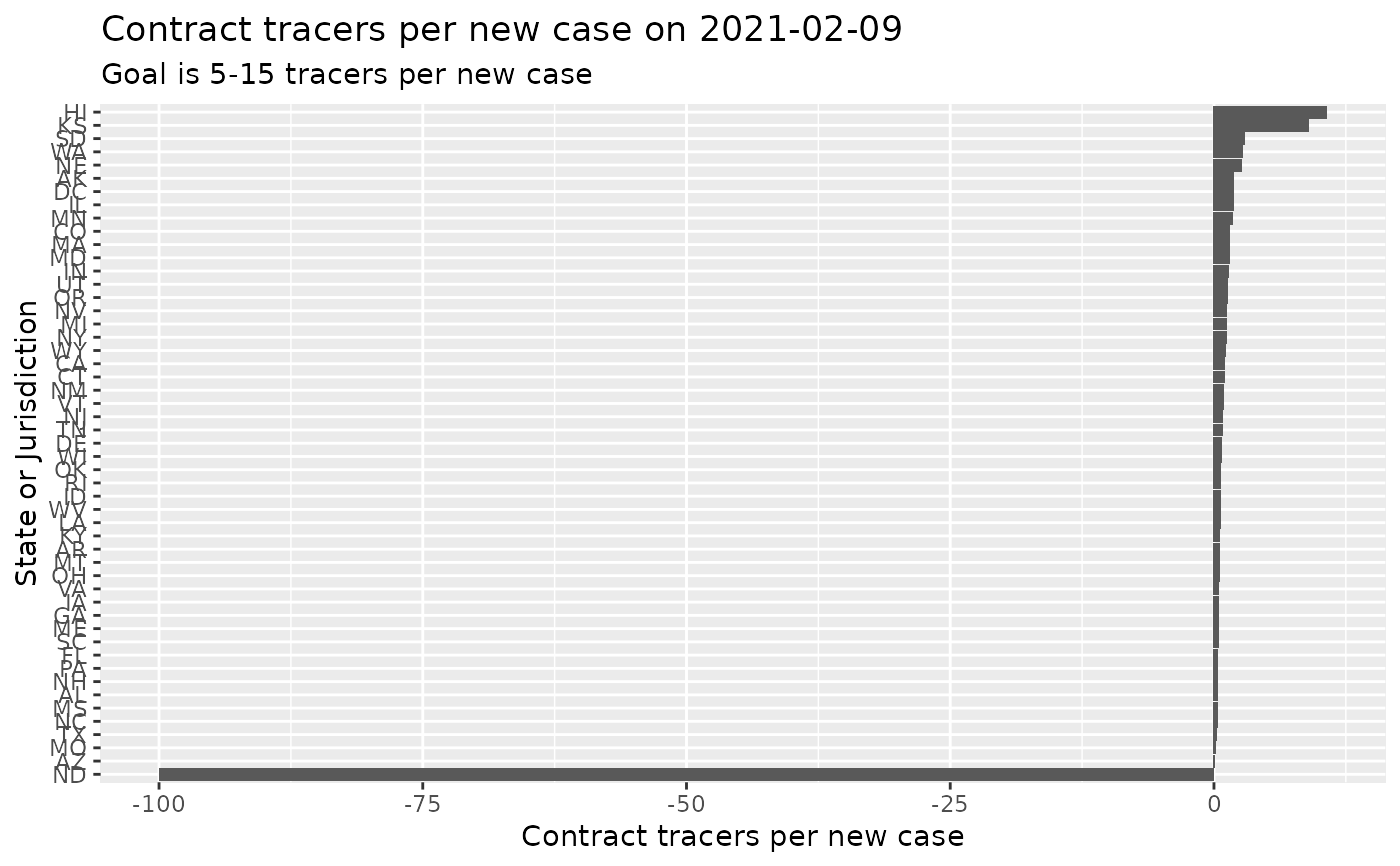 Contract tracers per new case on 2021-02-09
Goal is 5-15 tracers per new case
State or Jurisdiction
HI
KS
SD
WA
NE
AK
DC
IL
MN
CO
MA
MD
IN
UT
OR
NV
MI
NY
WY
CA
CT
NM
VT
NJ
TN
DE
WI
OK
RI
ID
WV
LA
KY
AR
MT
OH
VA
IA
GA
ME
SC
FL
PA
NH
AL
MS
NC
TX
MO
AZ
ND
-100 -75 -50 -25 0
Contract tracers per new case